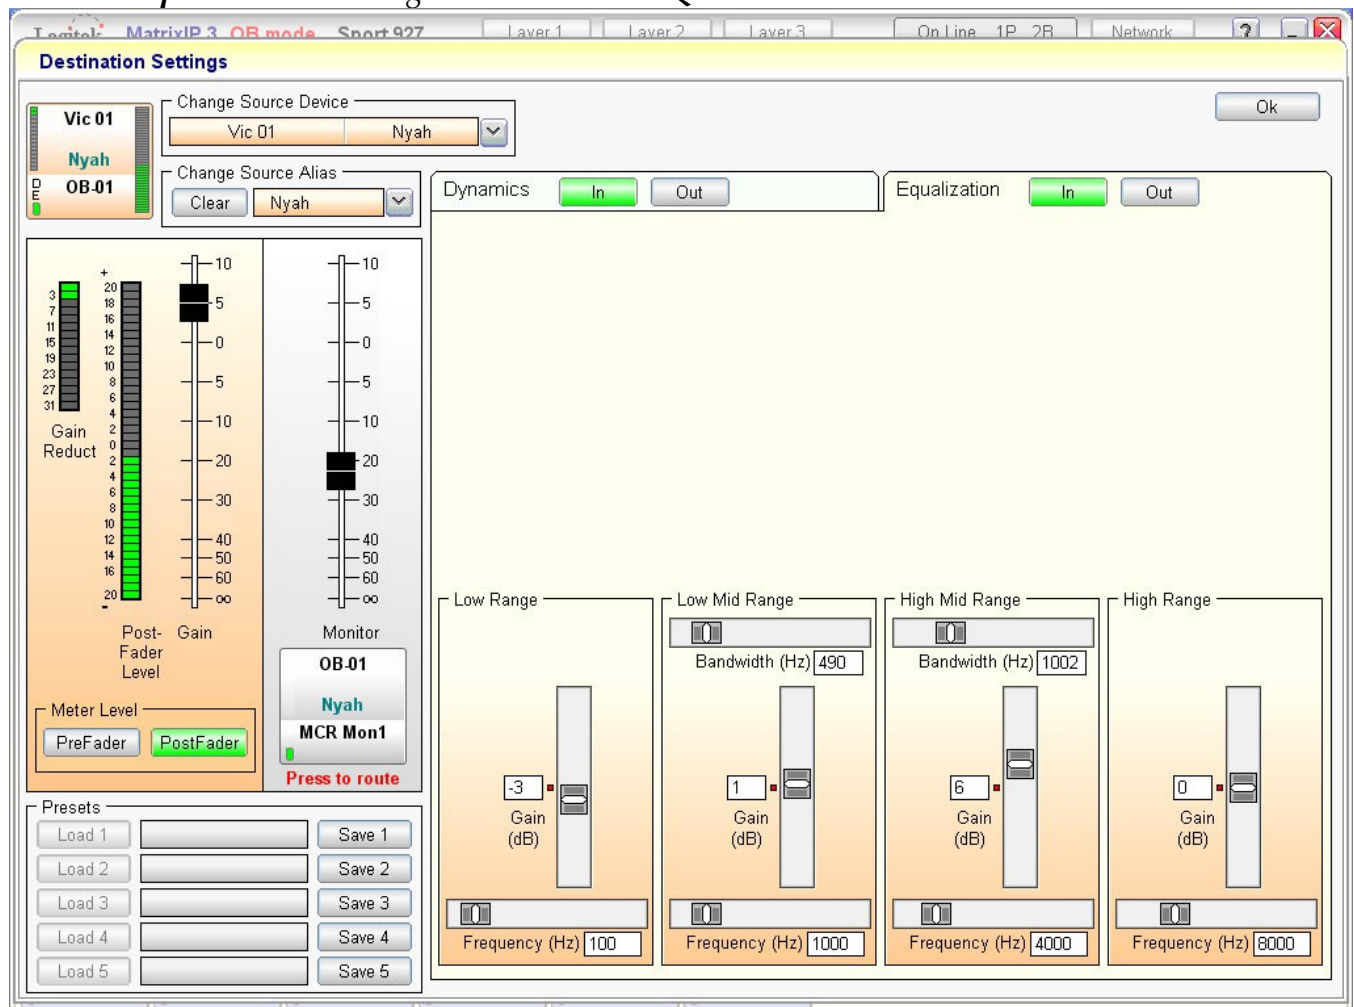 Logitek MatrixIP 3 OB mode Sport 927 Layer 1 Layer 2 Layer 3 On Line 1P 2B Network ?
Destination Settings
Ok
Vic 01
Nyah
D
E
OB-01
Change Source Device
Vic 01 Nyah
Change Source Alias
Clear Nyah
Dynamics In Out
Equalization In Out
+
3
7
11
15
19
23
27
31
Gain
Reduct
20
18
16
14
12
10
8
6
4
2
0
2
4
6
8
10
12
14
16
20
-
Post-
Fader
Level
10
5
0
5
10
20
30
40
50
60
∞
Gain
10
5
0
5
10
20
30
40
50
60
∞
Monitor
OB-01
Nyah
MCR Mon1
Press to route
Meter Level
PreFader PostFader
Presets
Load 1 Save 1
Load 2 Save 2
Load 3 Save 3
Load 4 Save 4
Load 5 Save 5
Low Range
-3
Gain
(dB)
Frequency (Hz) 100
Low Mid Range
Bandwidth (Hz) 490
1
Gain
(dB)
Frequency (Hz) 1000
High Mid Range
Bandwidth (Hz) 1002
6
Gain
(dB)
Frequency (Hz) 4000
High Range
0
Gain
(dB)
Frequency (Hz) 8000